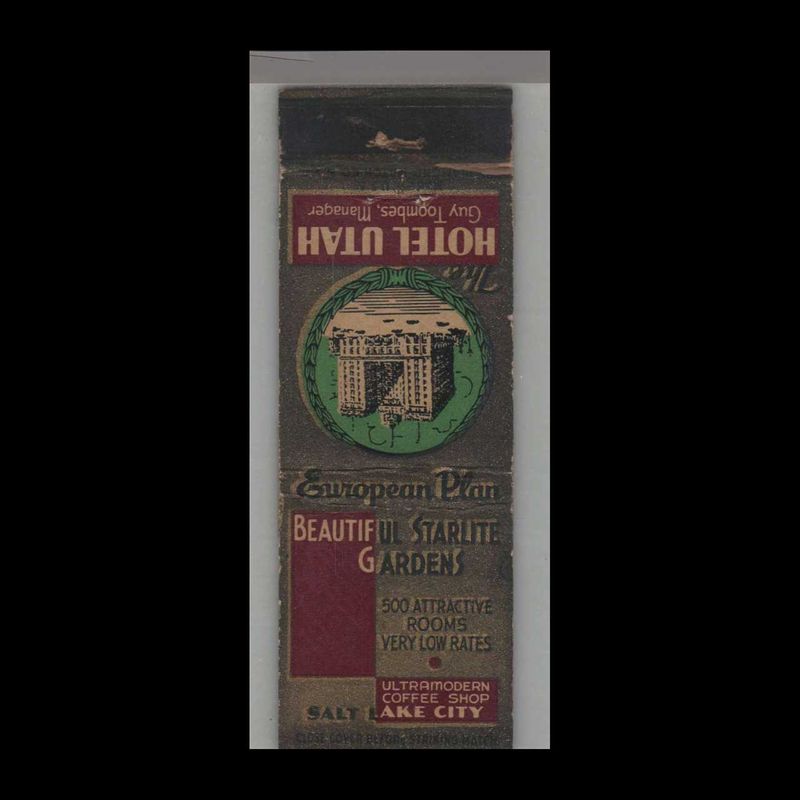 The
HOTEL UTAH
Guy Toombes, Manager
European Plan
BEAUTIFUL STARLITE
GARDENS
500 ATTRACTIVE
ROOMS
VERY LOW RATES
ULTRAMODERN
COFFEE SHOP
SALT LAKE CITY
CLOSE COVER BEFORE STRIKING MATCH